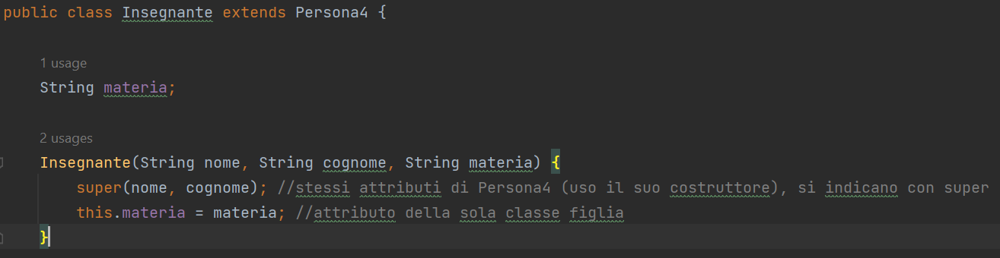 public class Insegnante extends Persona4 {
1 usage
String materia;
2 usages
Insegnante(String nome, String cognome, String materia) {
super(nome, cognome); //stessi attributi di Persona4 (uso il suo costruttore), si indicano con super
this.materia = materia; //attributo della sola classe figlia
}